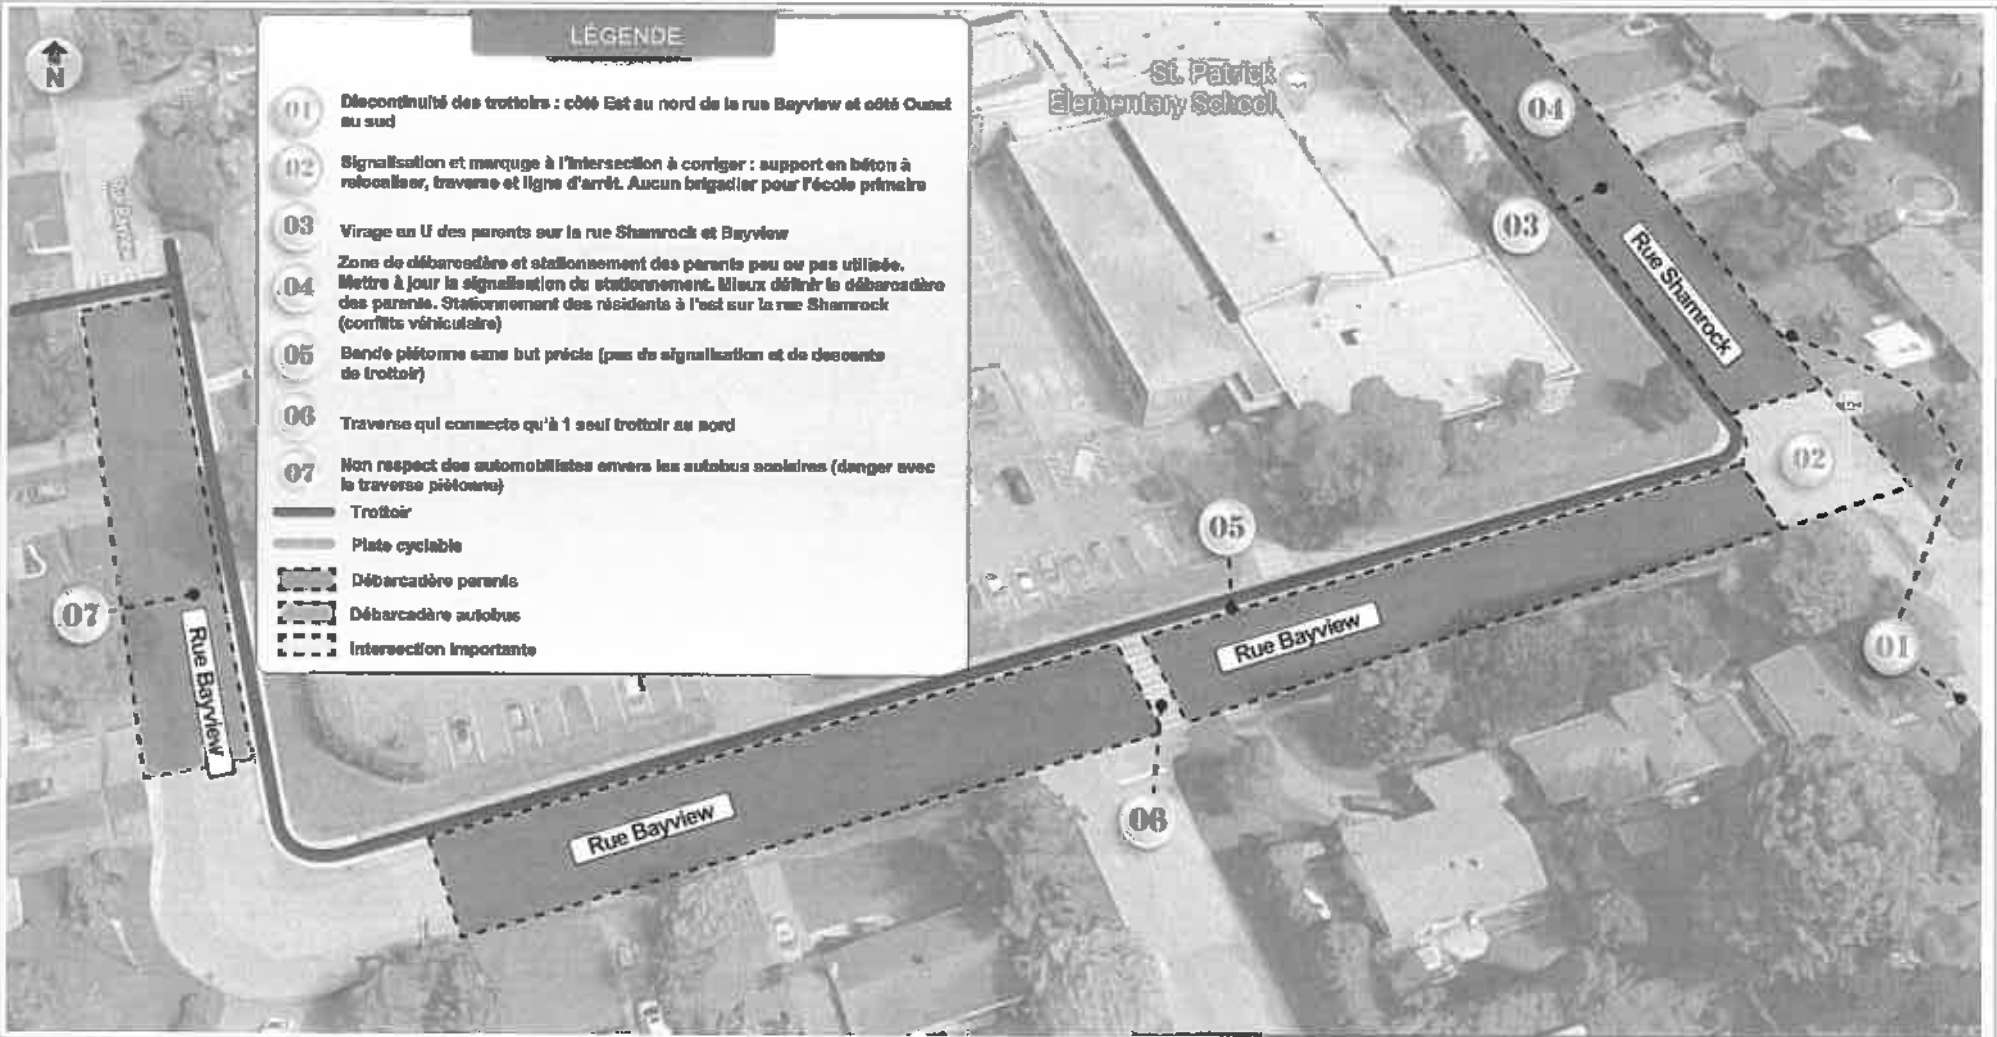 N
LÉGENDE
01
Discontinuité des trottoirs : côté Est au nord de la rue Bayview et côté Ouest
au sud
02
Signalisation et marquge à l'intersection à corriger : support en béton à
relocaliser, traverse et ligne d'arrêt. Aucun brigadier pour l'école primaire
03
Virage en U des parents sur la rue Shamrock et Bayview
04
Zone de débarcadère et stationnement des parents peu ou pas utilisée.
Mettre à jour la signalisation du stationnement. Mieux définir le débarcadère
des parents. Stationnement des résidents à l'est sur la rue Shamrock
(conflits véhiculaire)
05
Bande piétonne sans but précis (pas de signalisation et de descente
de trottoir)
06
Traverse qui connecte qu'à 1 seul trottoir au nord
07
Non respect des automobilistes envers les autobus scolaires (danger avec
la traverse piétonne)
Trottoir
Piste cyclable
Débarcadère parents
Débarcadère autobus
Intersection importante
St. Patrick
Elementary School
04
03
Rue Shamrock
02
05
01
07
Rue Bayview
Rue Bayview
06
Rue Bayview